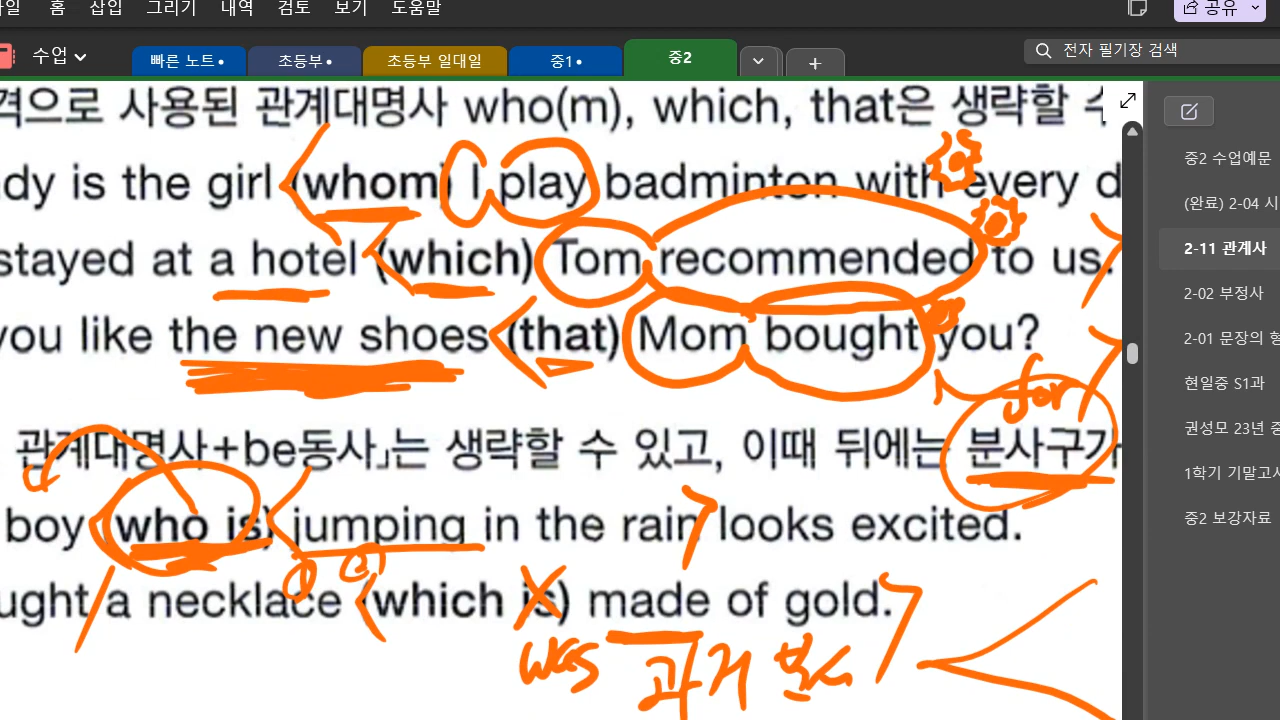 파일 홈 삽입 그리기 내역 검토 보기 도움말 공유
수업 빠른 노트 초등부 초등부 일대일 중1 중2 + 전자 필기장 검색
격으로 사용된 관계대명사 who(m), which, that은 생략할 수
dy is the girl (whom) I play badminton with every d
stayed at a hotel (which) Tom recommended to us.
you like the new shoes (that) Mom bought you?
for
관계대명사+be동사」는 생략할 수 있고, 이때 뒤에는 분사구가
boy (who is) jumping in the rain looks excited.
① ②
ught a necklace (which is) made of gold.
was 과거 분사
중2 수업예문
(완료) 2-04 시
2-11 관계사
2-02 부정사
2-01 문장의 형
현일중 S1과
권성모 23년 중
1학기 기말고사
중2 보강자료